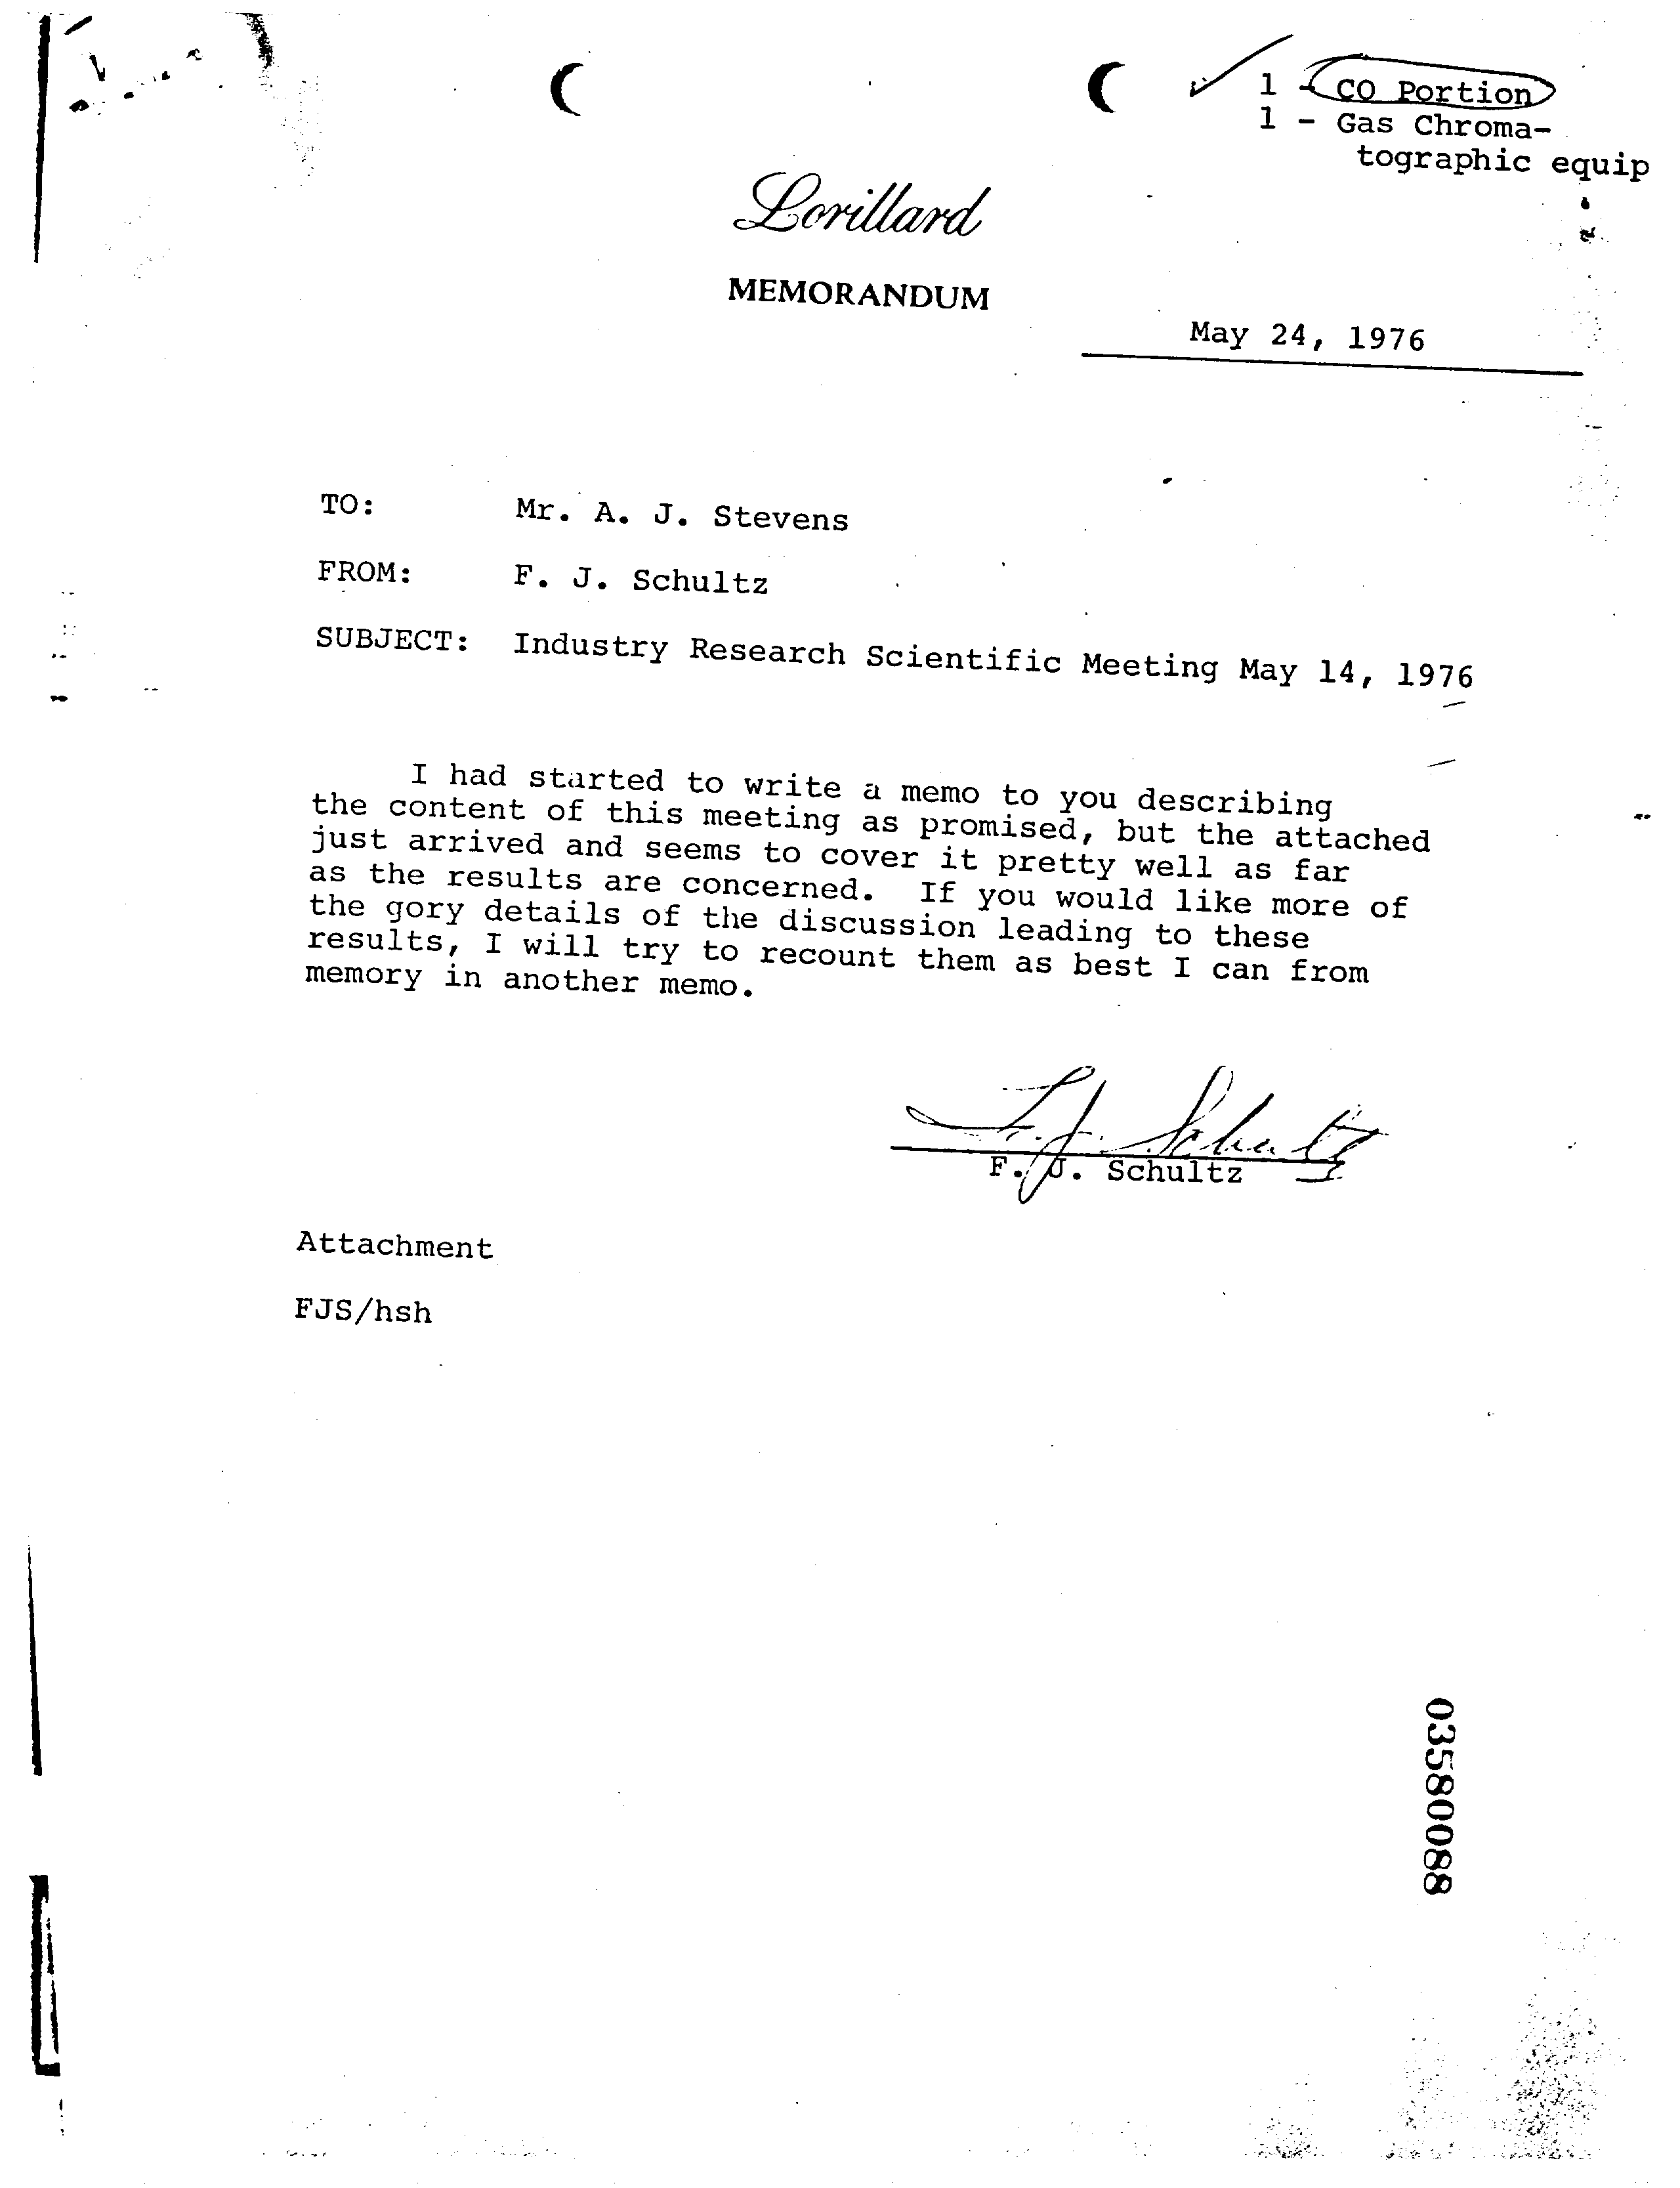 1 - CO Portion
1 - Gas Chroma-
tographic equip
Lorillard
MEMORANDUM
May 24, 1976
TO: Mr. A. J. Stevens
FROM: F. J. Schultz
SUBJECT: Industry Research Scientific Meeting May 14, 1976
I had started to write a memo to you describing
the content of this meeting as promised, but the attached
just arrived and seems to cover it pretty well as far
as the results are concerned. If you would like more of
the gory details of the discussion leading to these
results, I will try to recount them as best I can from
memory in another memo.
F. J. Schultz
F. J. Schultz
Attachment
FJS/hsh
03580088